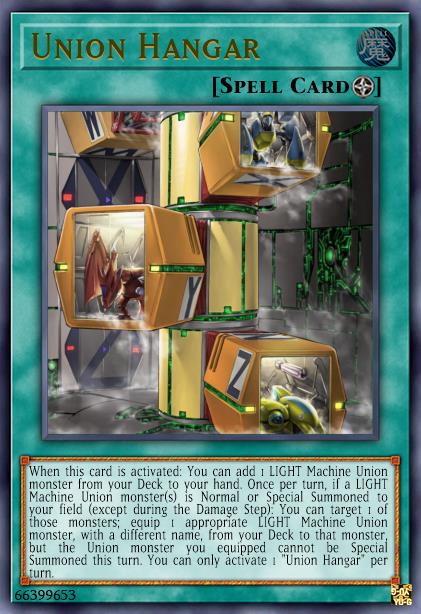 Union Hangar
魔
[Spell Card]
W
X
Y
Z
When this card is activated: You can add 1 LIGHT Machine Union
monster from your Deck to your hand. Once per turn, if a LIGHT
Machine Union monster(s) is Normal or Special Summoned to
your field (except during the Damage Step): You can target 1 of
those monsters; equip 1 appropriate LIGHT Machine Union
monster, with a different name, from your Deck to that monster,
but the Union monster you equipped cannot be Special
Summoned this turn. You can only activate 1 "Union Hangar" per
turn.
66399653